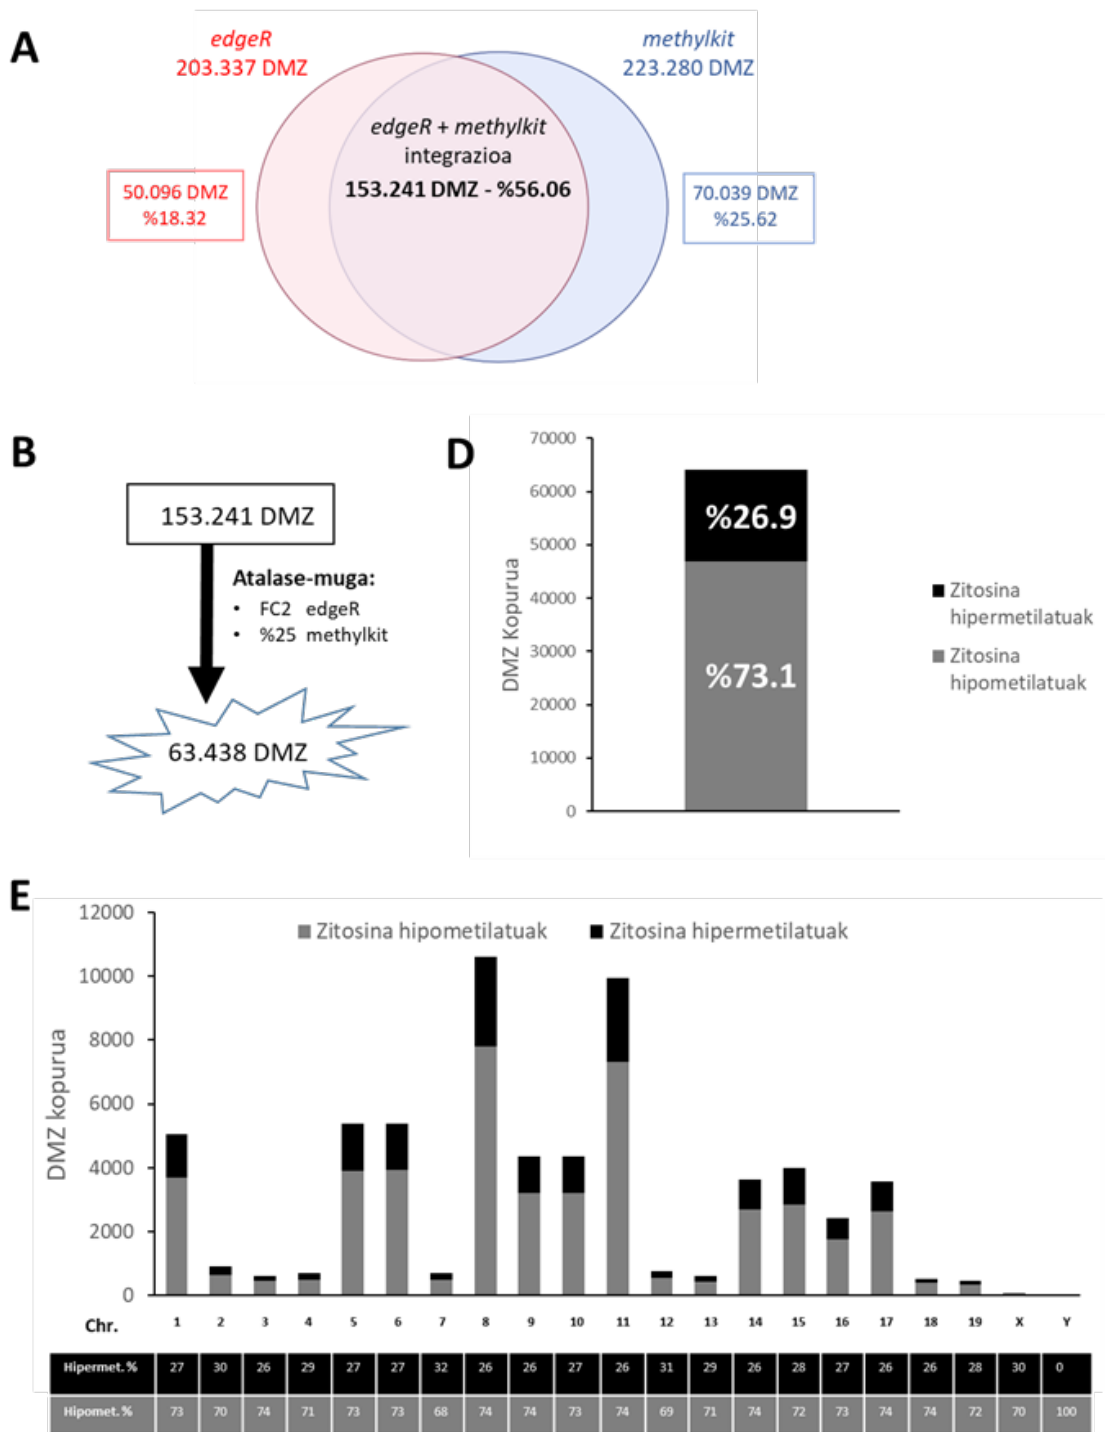 A
edgeR
203.337 DMZ
methylkit
223.280 DMZ
edgeR + methylkit
integrazioa
153.241 DMZ - %56.06
50.096 DMZ
%18.32
70.039 DMZ
%25.62
B
153.241 DMZ
Atalase-muga:
• FC2 edgeR
• %25 methylkit
63.438 DMZ
D
DMZ Kopurua
70000
60000
50000
40000
30000
20000
10000
0
%26.9
%73.1
Zitosina
hipermetilatuak
Zitosina
hipometilatuak
E
DMZ kopurua
12000
10000
8000
6000
4000
2000
0
Zitosina hipometilatuak Zitosina hipermetilatuak
Chr. 1 2 3 4 5 6 7 8 9 10 11 12 13 14 15 16 17 18 19 X Y
Hipermet. % 27 30 26 29 27 27 32 26 26 27 26 31 29 26 28 27 26 26 28 30 0
Hipomet. % 73 70 74 71 73 73 68 74 74 73 74 69 71 74 72 73 74 74 72 70 100